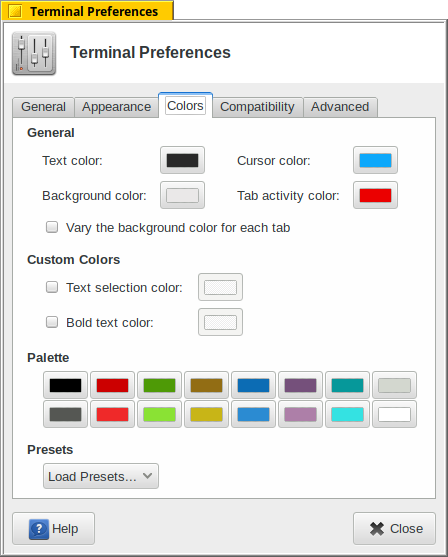 Terminal Preferences
Terminal Preferences
General Appearance Colors Compatibility Advanced
General
Text color: Cursor color:
Background color: Tab activity color:
Vary the background color for each tab
Custom Colors
Text selection color:
Bold text color:
Palette
Presets
Load Presets...
? Help Close